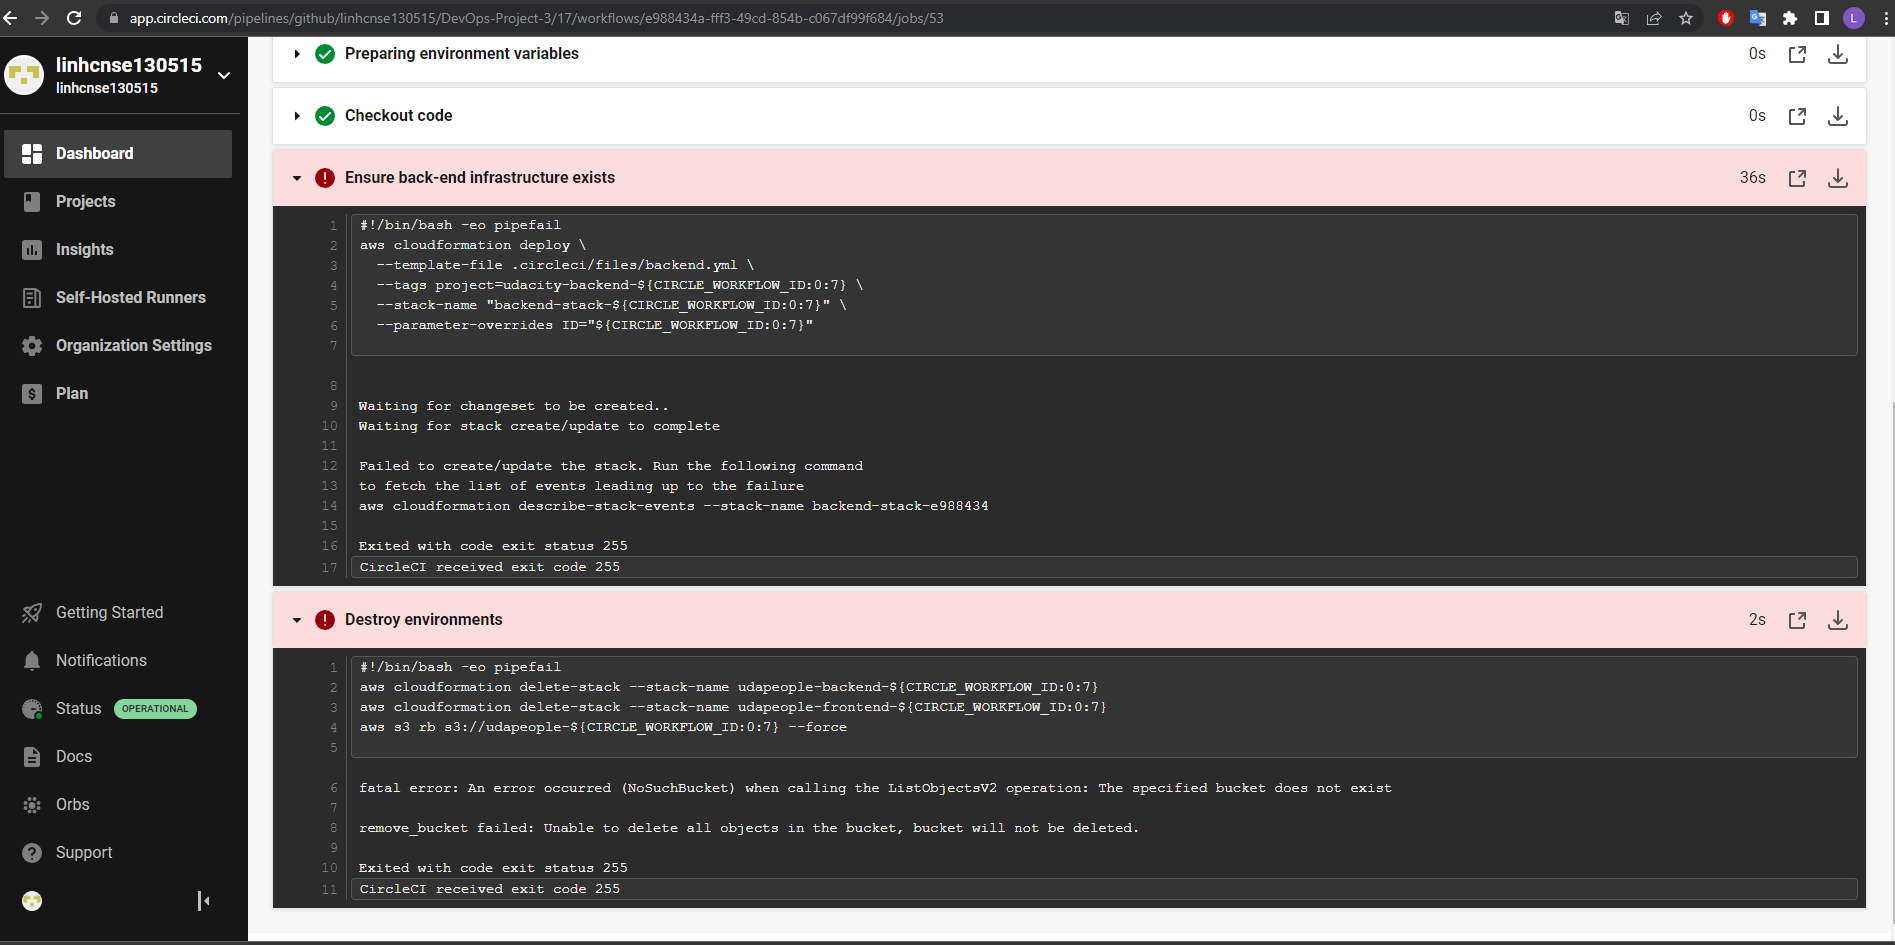 app.circleci.com/pipelines/github/linhcnse130515/DevOps-Project-3/17/workflows/e988434a-fff3-49cd-854b-c067df99f684/jobs/53
L
linhcnse130515
linhcnse130515
Dashboard
Projects
Insights
Self-Hosted Runners
Organization Settings
Plan
Getting Started
Notifications
Status OPERATIONAL
Docs
Orbs
Support
Preparing environment variables 0s
Checkout code 0s
Ensure back-end infrastructure exists 36s
1 #!/bin/bash -eo pipefail
2 aws cloudformation deploy \
3 --template-file .circleci/files/backend.yml \
4 --tags project=udacity-backend-${CIRCLE_WORKFLOW_ID:0:7} \
5 --stack-name "backend-stack-${CIRCLE_WORKFLOW_ID:0:7}" \
6 --parameter-overrides ID="${CIRCLE_WORKFLOW_ID:0:7}"
7
8
9 Waiting for changeset to be created..
10 Waiting for stack create/update to complete
11
12 Failed to create/update the stack. Run the following command
13 to fetch the list of events leading up to the failure
14 aws cloudformation describe-stack-events --stack-name backend-stack-e988434
15
16 Exited with code exit status 255
17 CircleCI received exit code 255
Destroy environments 2s
1 #!/bin/bash -eo pipefail
2 aws cloudformation delete-stack --stack-name udapeople-backend-${CIRCLE_WORKFLOW_ID:0:7}
3 aws cloudformation delete-stack --stack-name udapeople-frontend-${CIRCLE_WORKFLOW_ID:0:7}
4 aws s3 rb s3://udapeople-${CIRCLE_WORKFLOW_ID:0:7} --force
5
6 fatal error: An error occurred (NoSuchBucket) when calling the ListObjectsV2 operation: The specified bucket does not exist
7
8 remove_bucket failed: Unable to delete all objects in the bucket, bucket will not be deleted.
9
10 Exited with code exit status 255
11 CircleCI received exit code 255